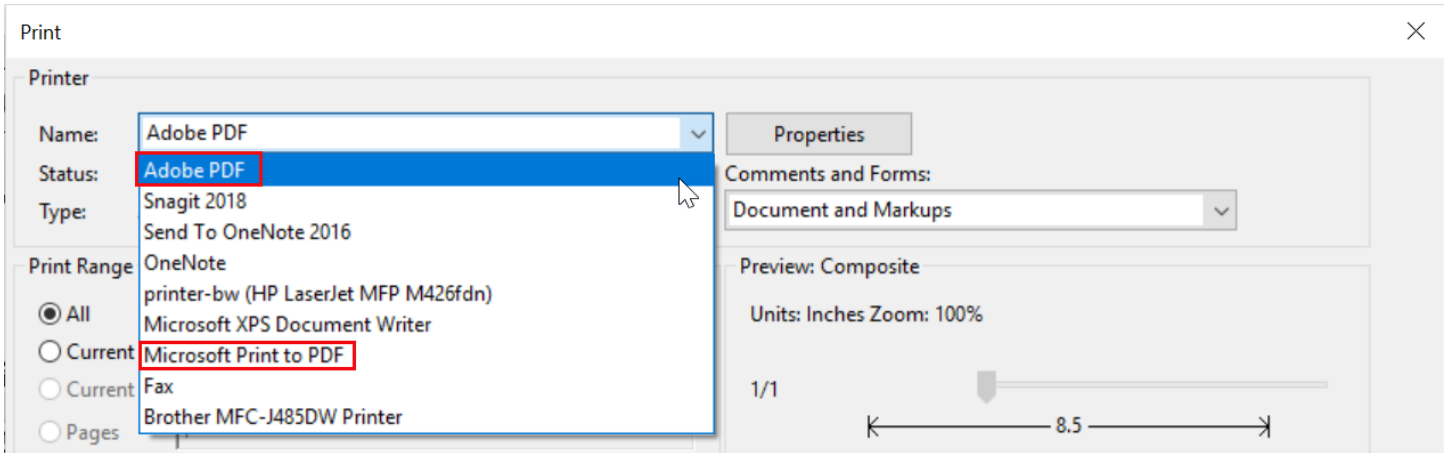 Print
Printer
Name: Adobe PDF Properties
Status: Adobe PDF Comments and Forms:
Snagit 2018
Type: Document and Markups
Send To OneNote 2016
Print Range OneNote Preview: Composite
printer-bw (HP LaserJet MFP M426fdn)
All Units: Inches Zoom: 100%
Microsoft XPS Document Writer
Current Microsoft Print to PDF
Current Fax 1/1
Brother MFC-J485DW Printer
Pages 8.5